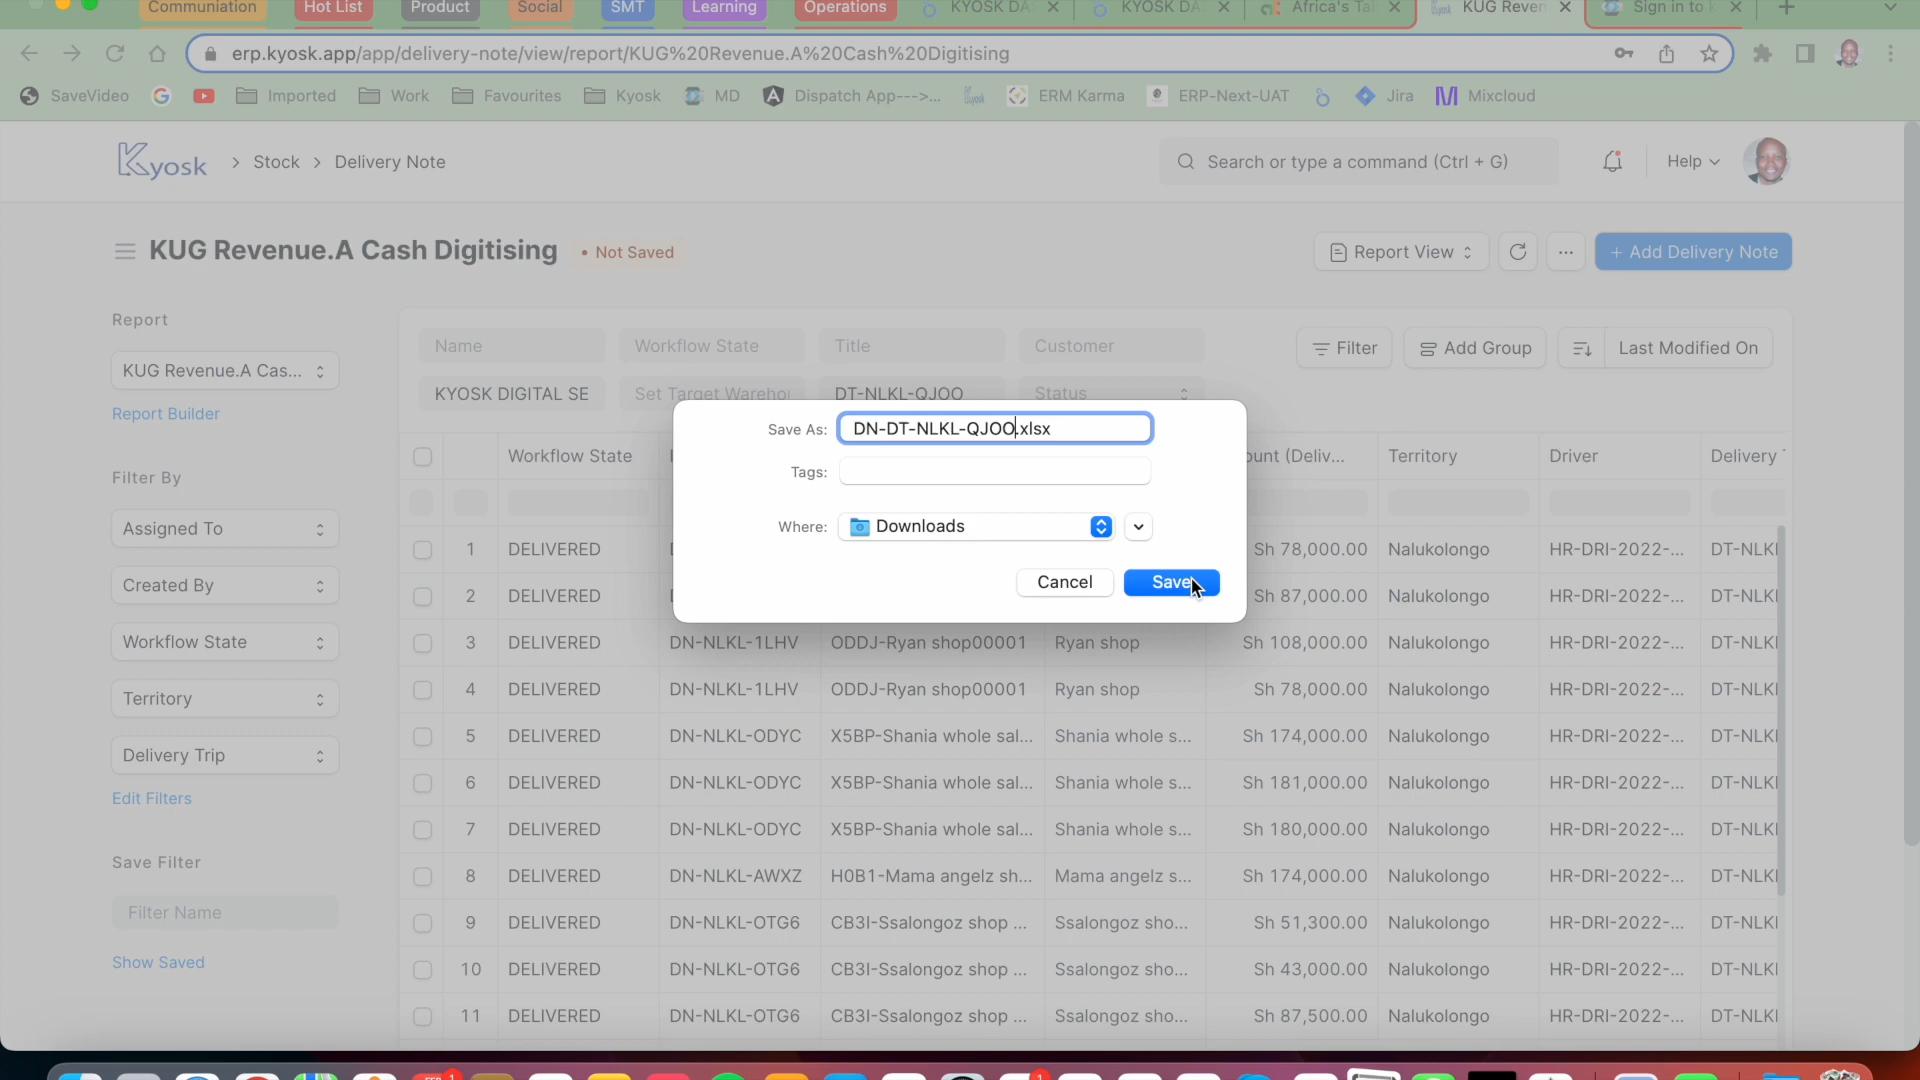 Communiation Hot List Product Social SMT Learning Operations KYOSK DA KYOSK DA Africa's Tal KUG Reven Sign in to
erp.kyosk.app/app/delivery-note/view/report/KUG%20Revenue.A%20Cash%20Digitising
SaveVideo Imported Work Favourites Kyosk MD Dispatch App--->... ERM Karma ERP-Next-UAT Jira Mixcloud
Kyosk > Stock > Delivery Note Search or type a command (Ctrl + G) Help
KUG Revenue.A Cash Digitising • Not Saved Report View ... + Add Delivery Note
Report
KUG Revenue.A Cas...
Report Builder
Filter By
Assigned To
Created By
Workflow State
Territory
Delivery Trip
Edit Filters
Save Filter
Filter Name
Show Saved
Name Workflow State Title Customer Filter Add Group Last Modified On
KYOSK DIGITAL SE Set Target Wareho DT-NLKL-QJOO Status
Save As: DN-DT-NLKL-QJOO.xlsx
Tags:
Where: Downloads
Cancel Save
Workflow State ount (Deliv... Territory Driver Delivery
1 DELIVERED Sh 78,000.00 Nalukolongo HR-DRI-2022-... DT-NLKl
2 DELIVERED Sh 87,000.00 Nalukolongo HR-DRI-2022-... DT-NLKl
3 DELIVERED DN-NLKL-1LHV ODDJ-Ryan shop00001 Ryan shop Sh 108,000.00 Nalukolongo HR-DRI-2022-... DT-NLKl
4 DELIVERED DN-NLKL-1LHV ODDJ-Ryan shop00001 Ryan shop Sh 78,000.00 Nalukolongo HR-DRI-2022-... DT-NLKl
5 DELIVERED DN-NLKL-ODYC X5BP-Shania whole sal... Shania whole s... Sh 174,000.00 Nalukolongo HR-DRI-2022-... DT-NLKl
6 DELIVERED DN-NLKL-ODYC X5BP-Shania whole sal... Shania whole s... Sh 181,000.00 Nalukolongo HR-DRI-2022-... DT-NLKl
7 DELIVERED DN-NLKL-ODYC X5BP-Shania whole sal... Shania whole s... Sh 180,000.00 Nalukolongo HR-DRI-2022-... DT-NLKl
8 DELIVERED DN-NLKL-AWXZ H0B1-Mama angelz sh... Mama angelz s... Sh 174,000.00 Nalukolongo HR-DRI-2022-... DT-NLKl
9 DELIVERED DN-NLKL-OTG6 CB3I-Ssalongoz shop ... Ssalongoz sho... Sh 51,300.00 Nalukolongo HR-DRI-2022-... DT-NLKl
10 DELIVERED DN-NLKL-OTG6 CB3I-Ssalongoz shop ... Ssalongoz sho... Sh 43,000.00 Nalukolongo HR-DRI-2022-... DT-NLKl
11 DELIVERED DN-NLKL-OTG6 CB3I-Ssalongoz shop ... Ssalongoz sho... Sh 87,500.00 Nalukolongo HR-DRI-2022-... DT-NLKl